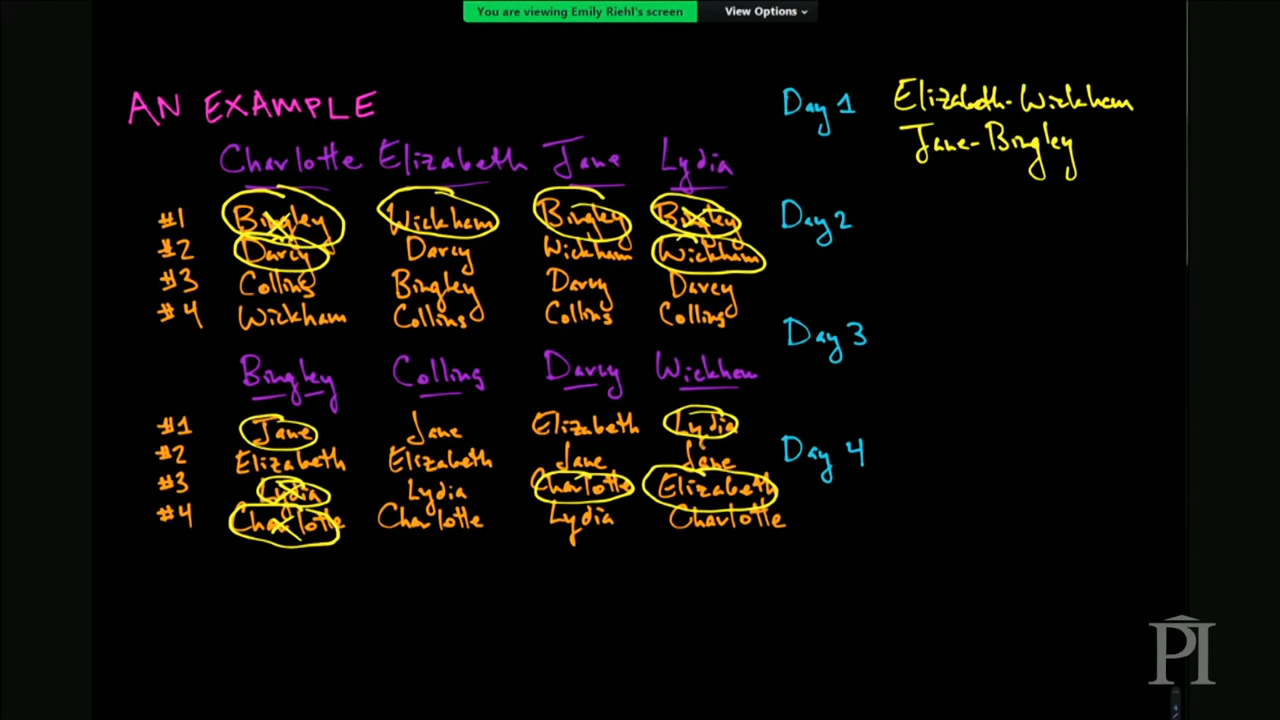 You are viewing Emily Riehl's screen View Options
AN EXAMPLE
Day 1 Elizabeth-Wickham
Jane-Bingley
Charlotte Elizabeth Jane Lydia
#1 Bingley Wickham Bingley Bingley
Day 2
#2 Darcy Darcy Wickham Wickham
#3 Collins Bingley Darcy Darcy
#4 Wickham Collins Collins Collins
Day 3
Bingley Collins Darcy Wickham
#1 Jane Jane Elizabeth Lydia
#2 Elizabeth Elizabeth Jane Jane
Day 4
#3 Lydia Lydia Charlotte Elizabeth
#4 Charlotte Charlotte Lydia Charlotte
PI